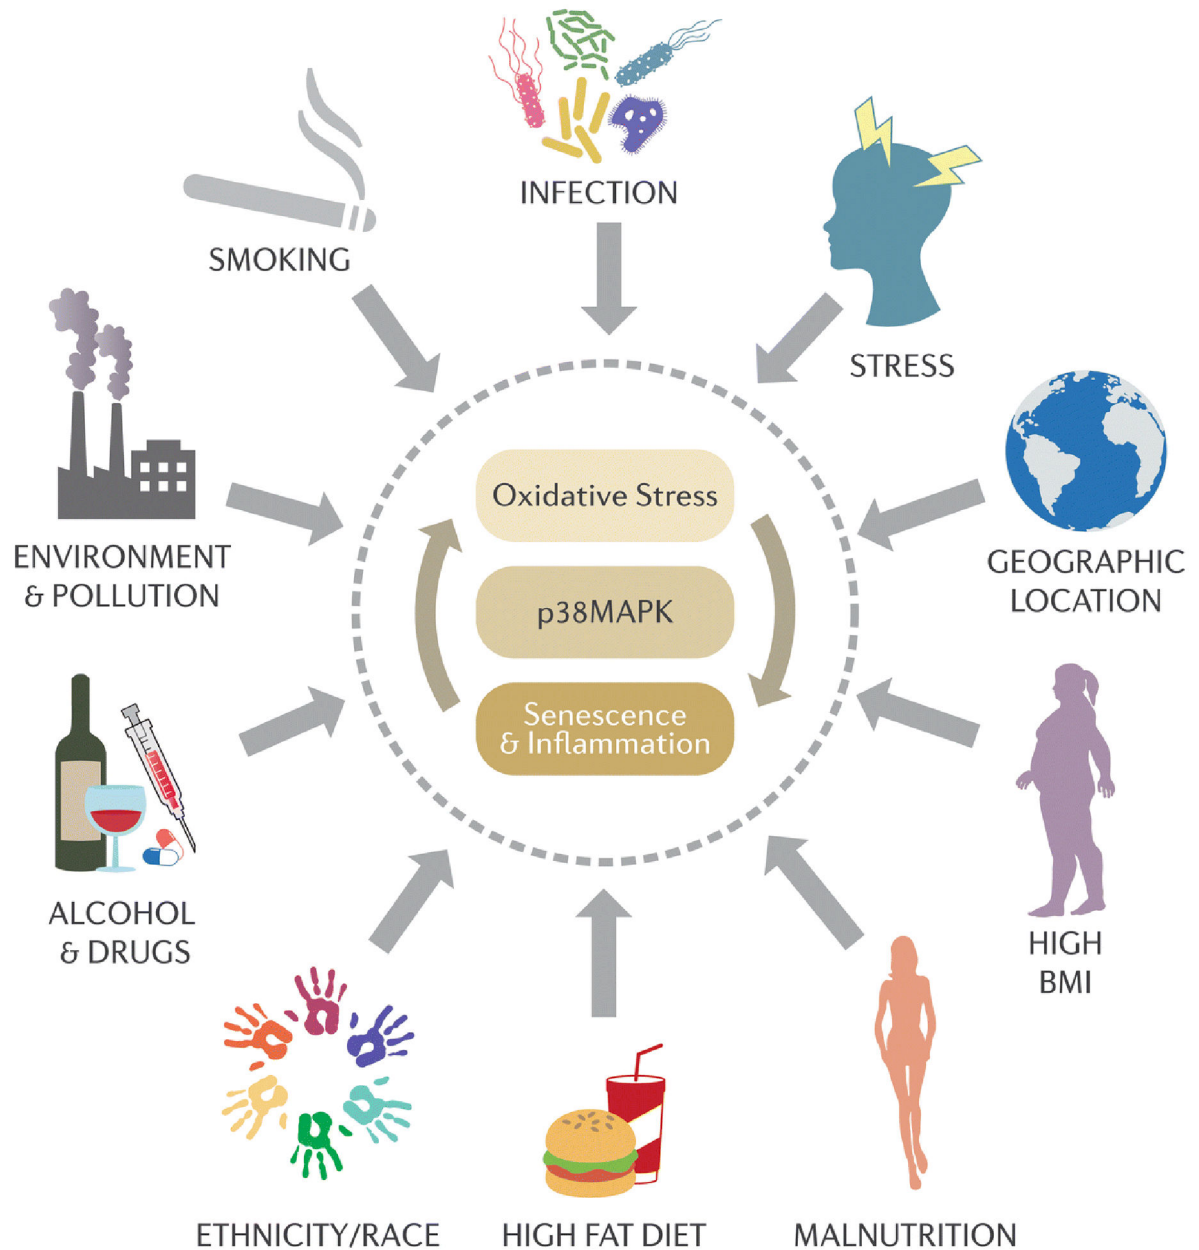 INFECTION
SMOKING
STRESS
ENVIRONMENT
& POLLUTION
GEOGRAPHIC
LOCATION
Oxidative Stress
p38MAPK
Senescence
& Inflammation
ALCOHOL
& DRUGS
HIGH
BMI
ETHNICITY/RACE
HIGH FAT DIET
MALNUTRITION